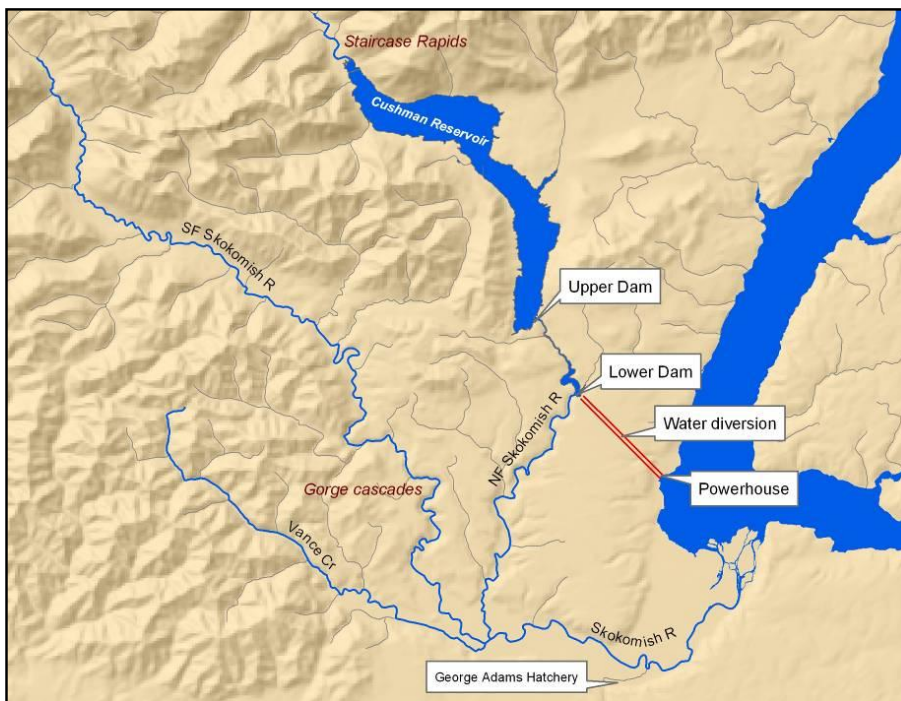 Staircase Rapids
Cushman Reservoir
SF Skokomish R
Upper Dam
Lower Dam
NF Skokomish R
Water diversion
Gorge cascades
Powerhouse
Vance Cr
Skokomish R
George Adams Hatchery